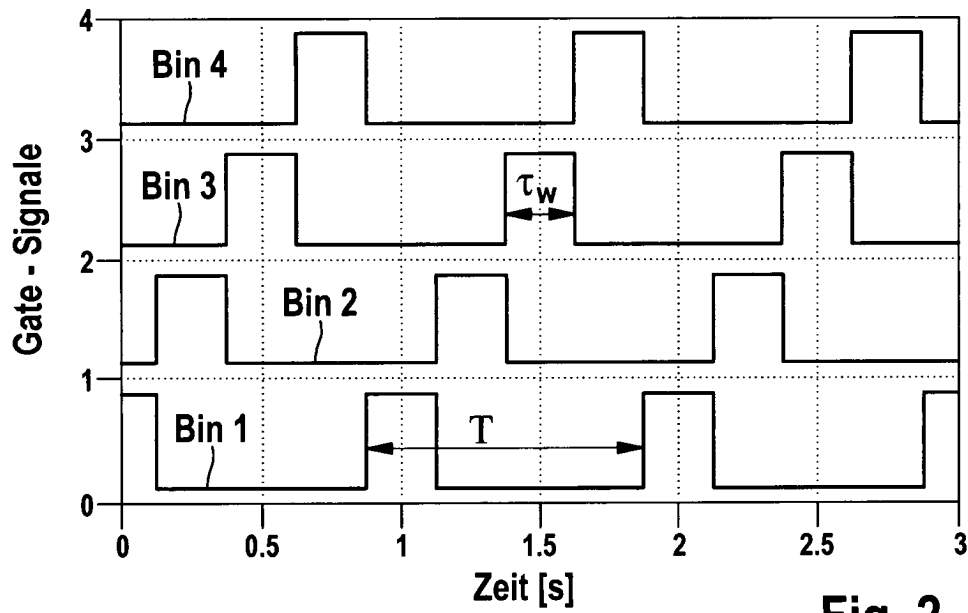 4
Bin 4
3
Bin 3
τw
2
Bin 2
1
Bin 1
T
0
Gate - Signale
0 0.5 1 1.5 2 2.5 3
Zeit [s]
Fig. 2